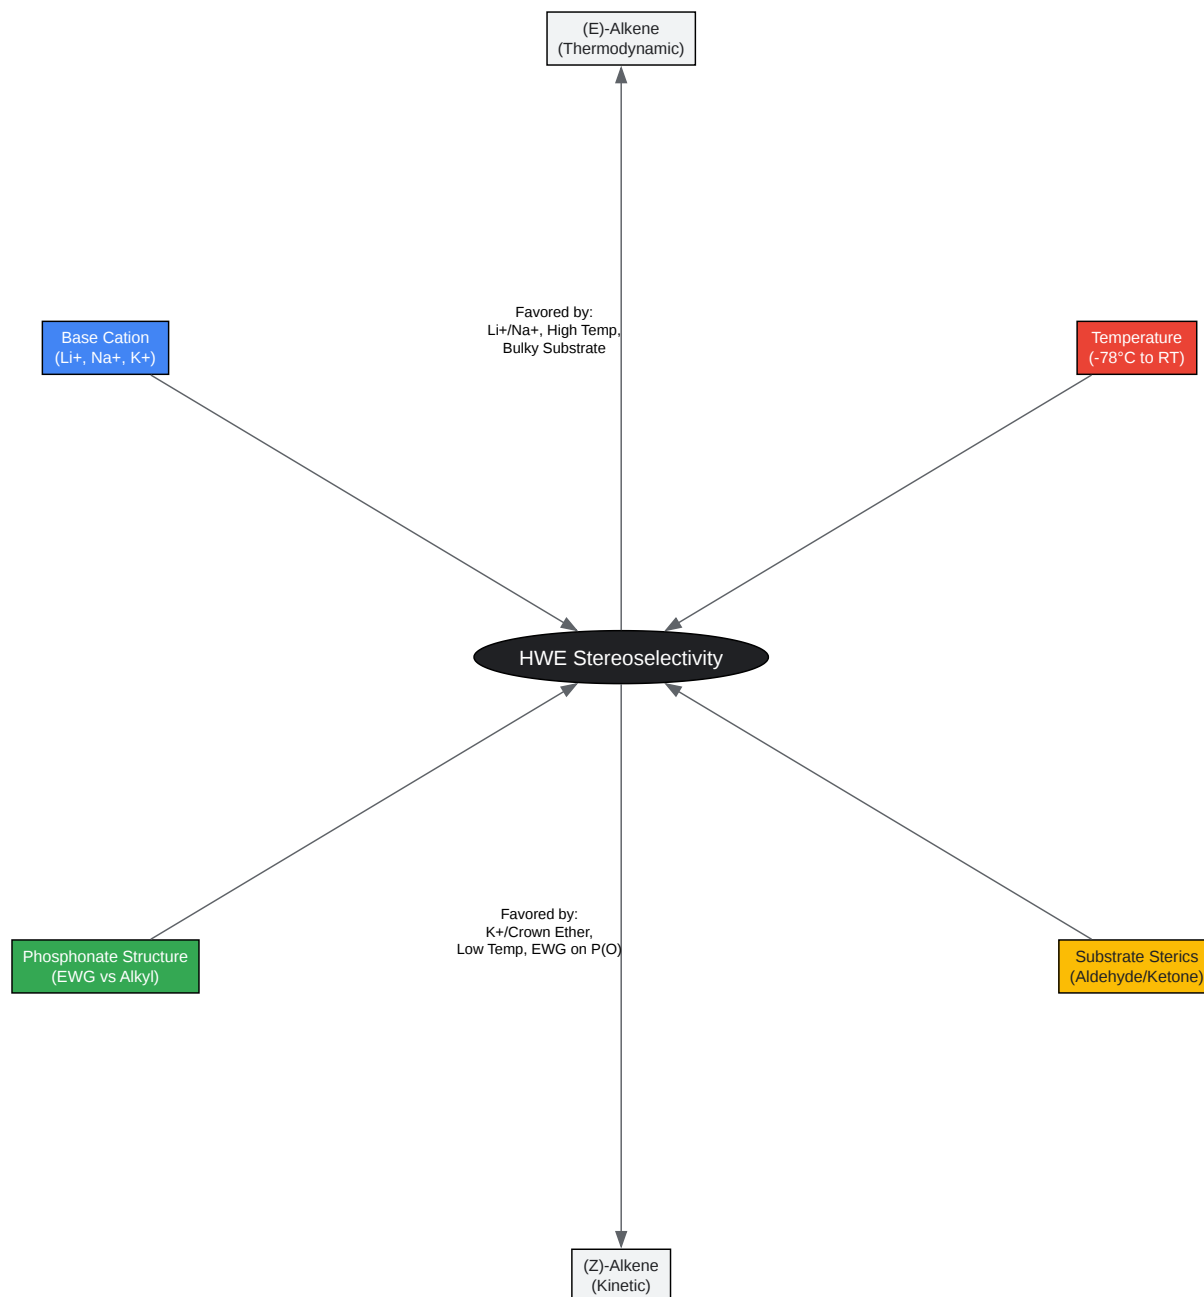 (E)-Alkene
(Thermodynamic)
Favored by:
Li+/Na+, High Temp,
Bulky Substrate
Base Cation
(Li+, Na+, K+)
Temperature
(-78°C to RT)
HWE Stereoselectivity
Favored by:
K+/Crown Ether,
Low Temp, EWG on P(O)
Phosphonate Structure
(EWG vs Alkyl)
Substrate Sterics
(Aldehyde/Ketone)
(Z)-Alkene
(Kinetic)